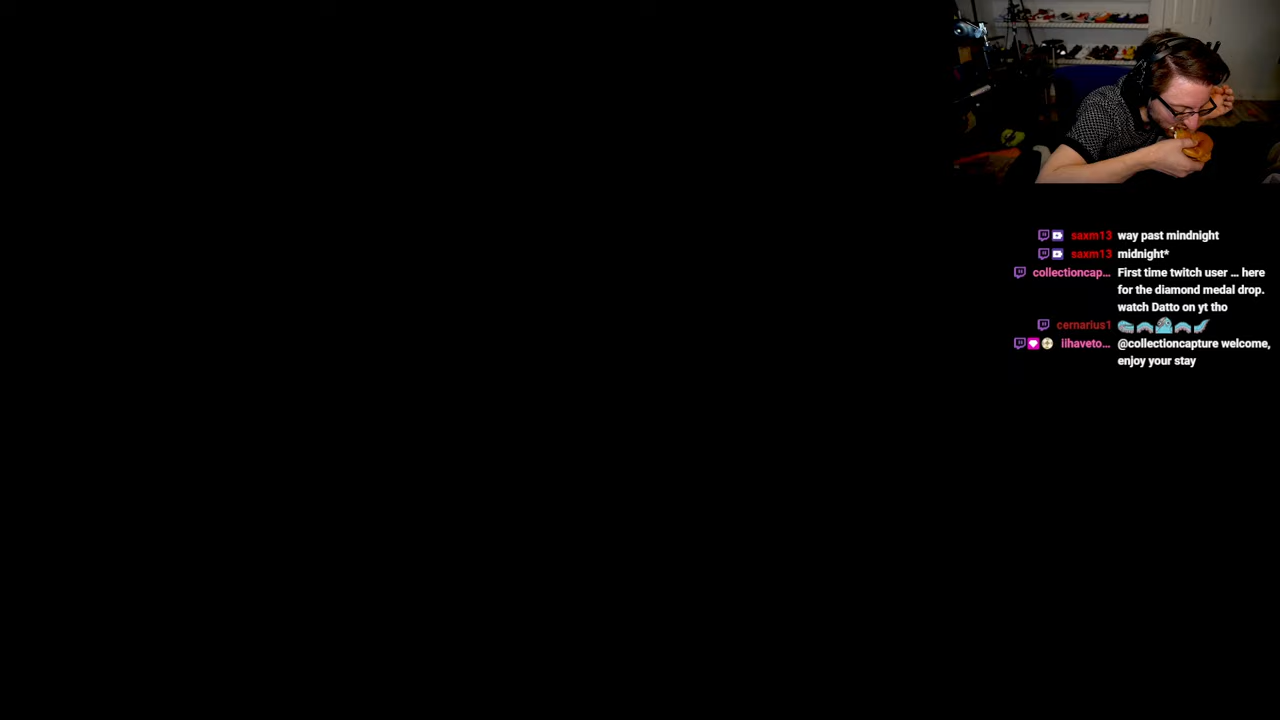 saxm13 way past mindnight
saxm13 midnight*
collectioncap... First time twitch user ... here
for the diamond medal drop.
watch Datto on yt tho
cernarius1
iihaveto... @collectioncapture welcome,
enjoy your stay